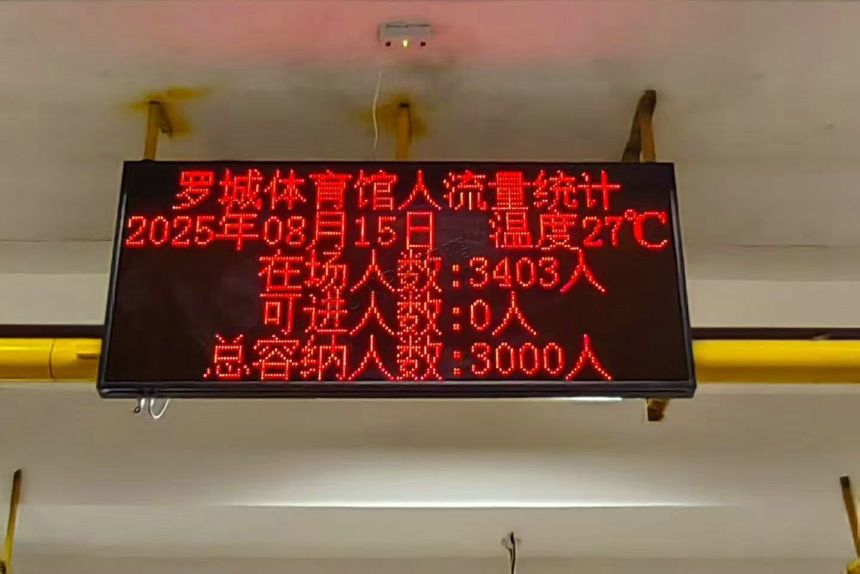 罗城体育馆人流量统计
2025年08月15日 温度27℃
在场人数:3403人
可进人数:0人
总容纳人数:3000人